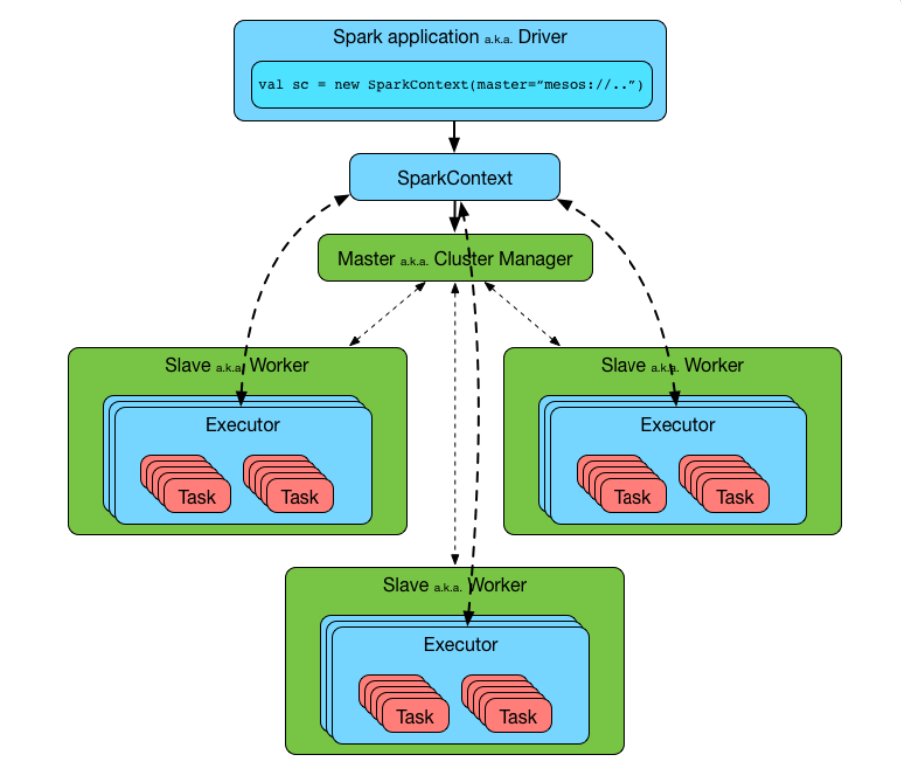 Spark application a.k.a. Driver
val sc = new SparkContext(master=“mesos://..”)
SparkContext
Master a.k.a. Cluster Manager
Slave a.k.a. Worker
Executor
Task
Task
Slave a.k.a. Worker
Executor
Task
Task
Slave a.k.a. Worker
Executor
Task
Task